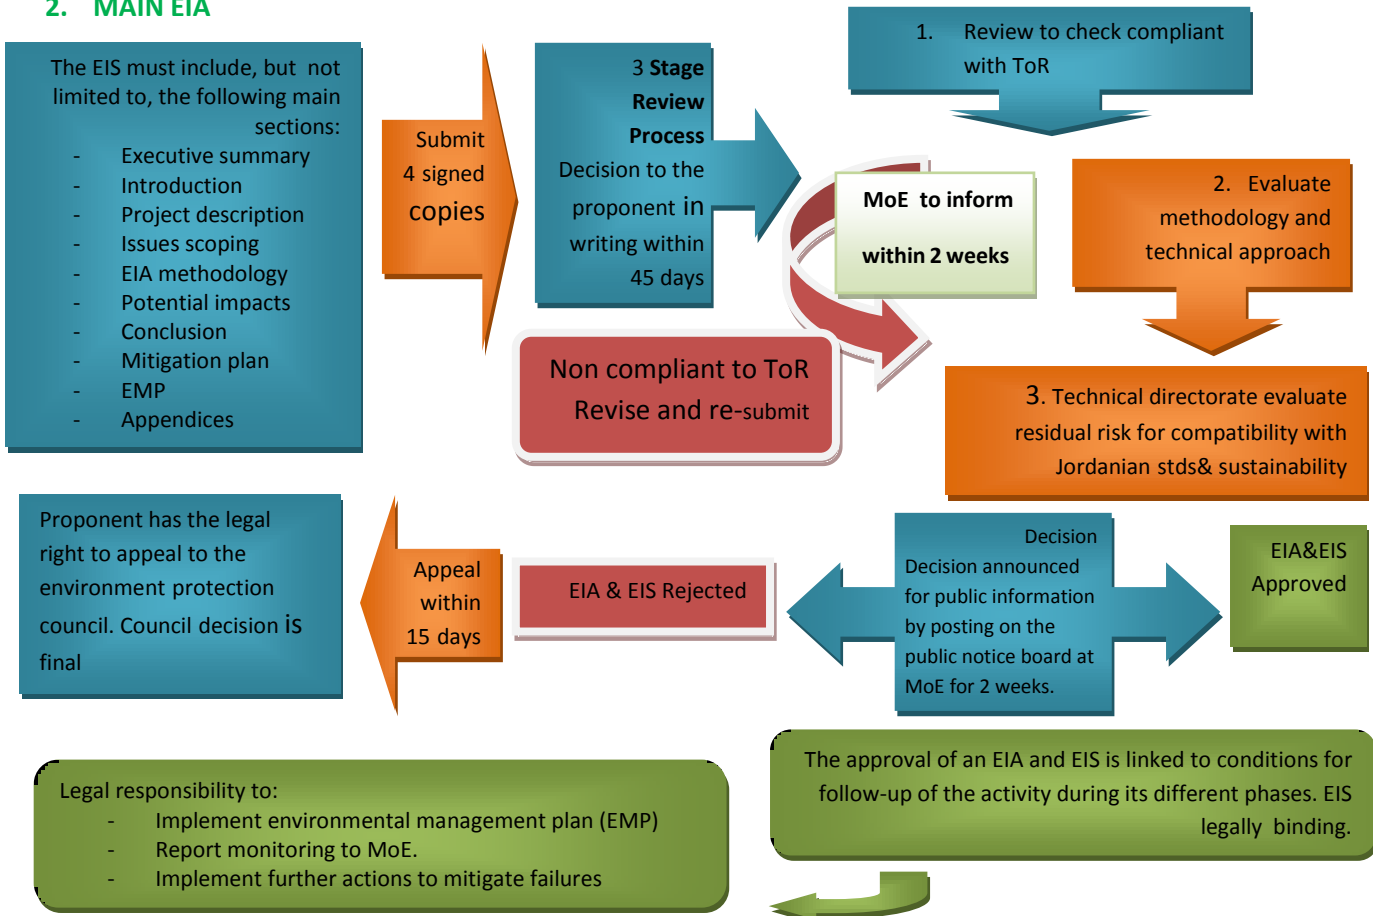 2. MAIN EIA
The EIS must include, but not
limited to, the following main
sections:
- Executive summary
- Introduction
- Project description
- Issues scoping
- EIA methodology
- Potential impacts
- Conclusion
- Mitigation plan
- EMP
- Appendices
Submit
4 signed
copies
3 Stage
Review
Process
Decision to the
proponent in
writing within
45 days
1. Review to check compliant
with ToR
MoE to inform
within 2 weeks
2. Evaluate
methodology and
technical approach
Non compliant to ToR
Revise and re-submit
3. Technical directorate evaluate
residual risk for compatibility with
Jordanian stds& sustainability
Proponent has the legal
right to appeal to the
environment protection
council. Council decision is
final
Appeal
within
15 days
EIA & EIS Rejected
Decision
Decision announced
for public information
by posting on the
public notice board at
MoE for 2 weeks.
EIA&EIS
Approved
Legal responsibility to:
- Implement environmental management plan (EMP)
- Report monitoring to MoE.
- Implement further actions to mitigate failures
The approval of an EIA and EIS is linked to conditions for
follow-up of the activity during its different phases. EIS
legally binding.